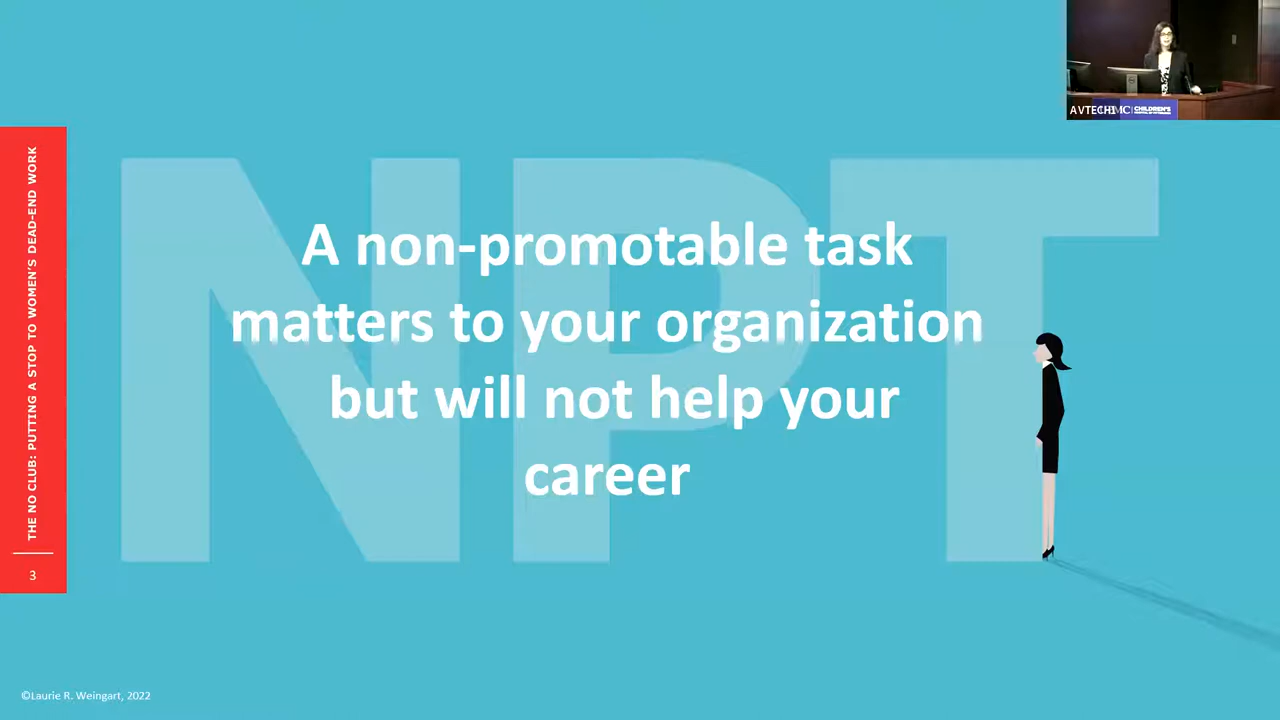 NPT
A non-promotable task
matters to your organization
but will not help your
career
THE NO CLUB: PUTTING A STOP TO WOMEN'S DEAD-END WORK
3
©Laurie R. Weingart, 2022
AVTECH
CHILDREN'S